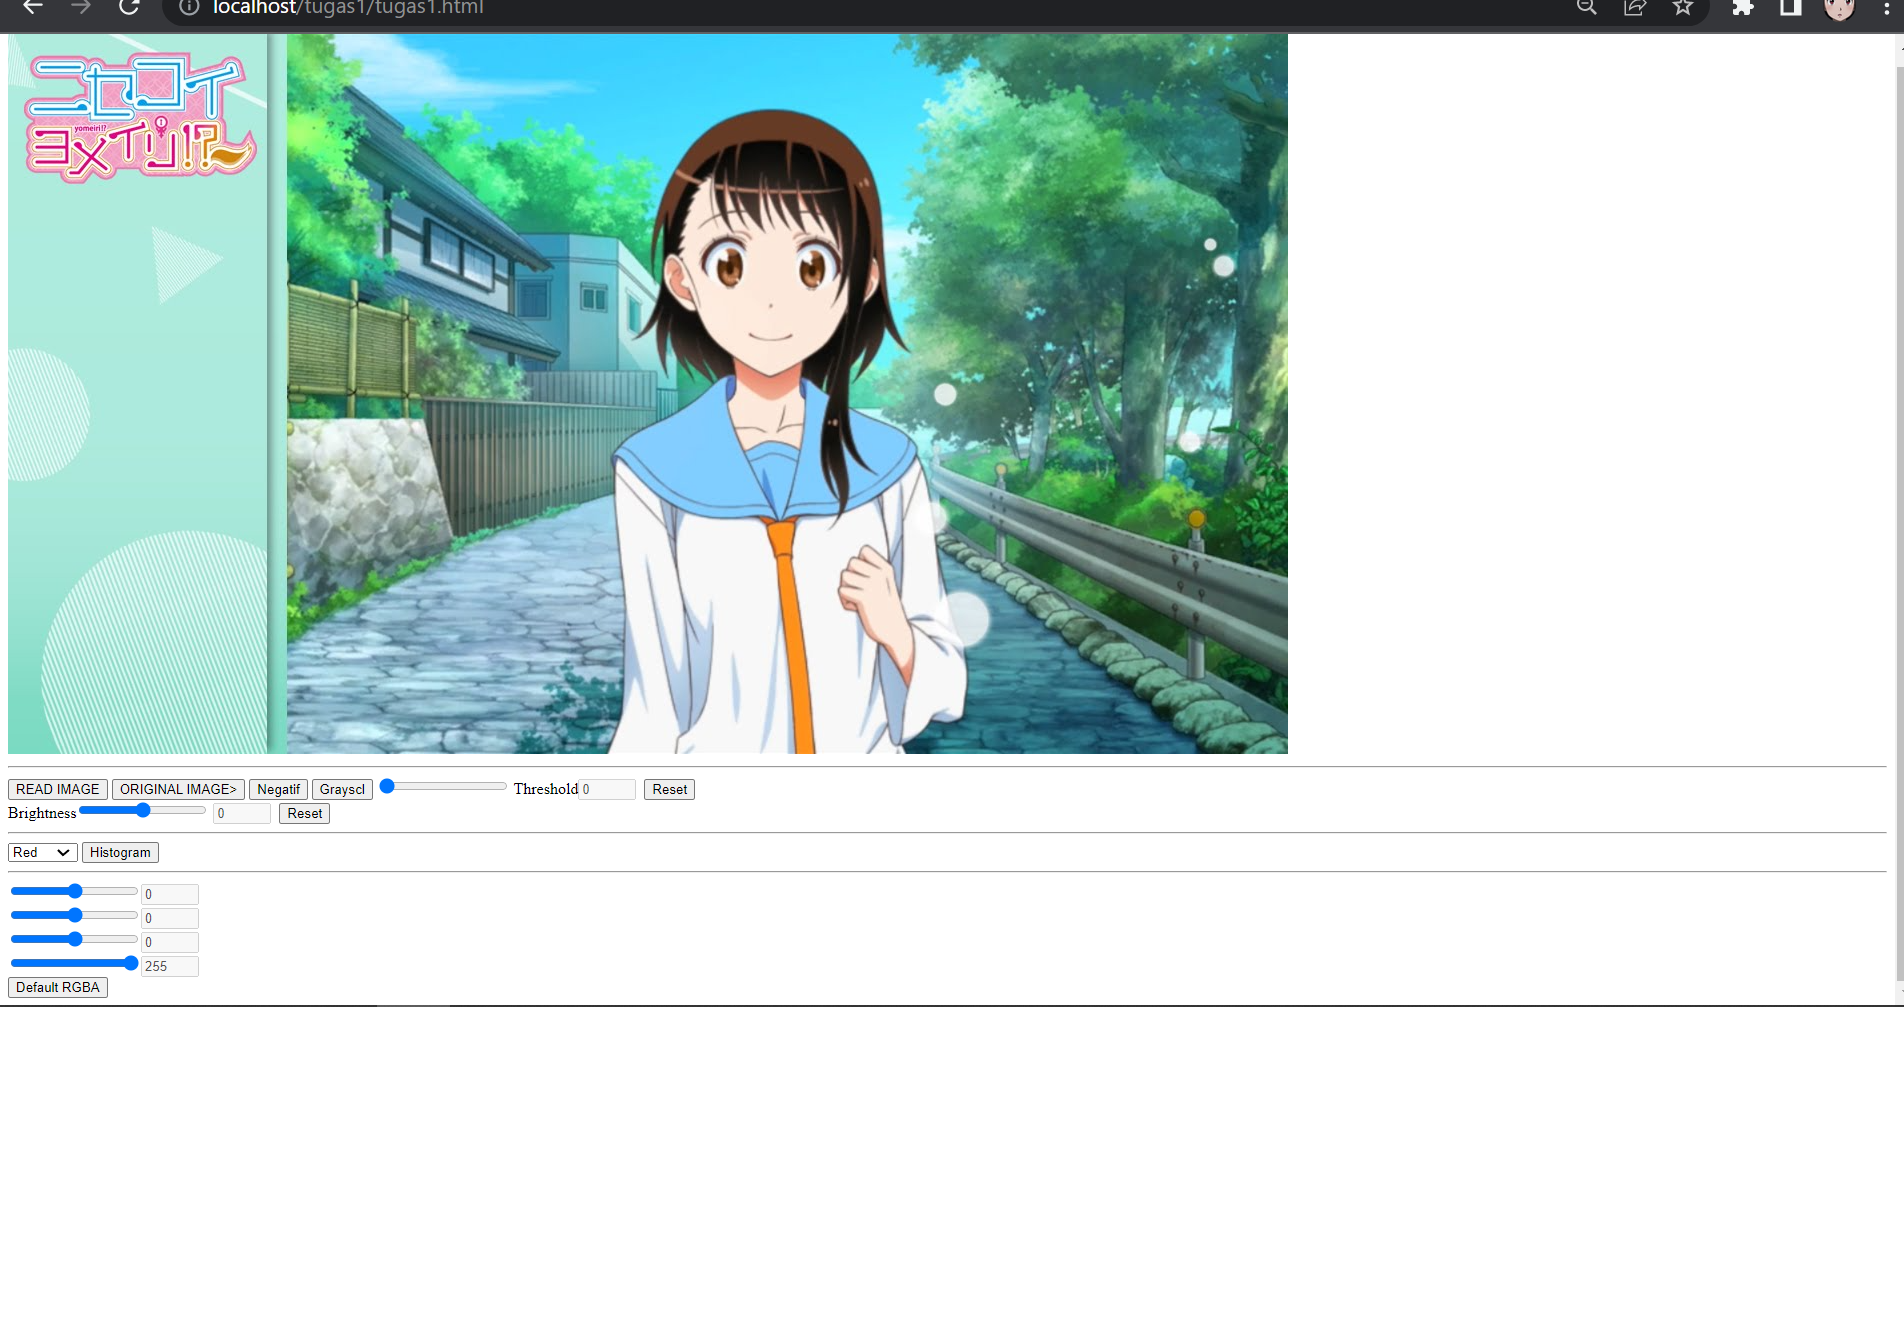 localhost/tugas1/tugas1.html
ニセコイ
yomeiri!?
ヨメイリ!?
READ IMAGE ORIGINAL IMAGE> Negatif Grayscl Threshold 0 Reset
Brightness 0 Reset
Red Histogram
0
0
0
255
Default RGBA